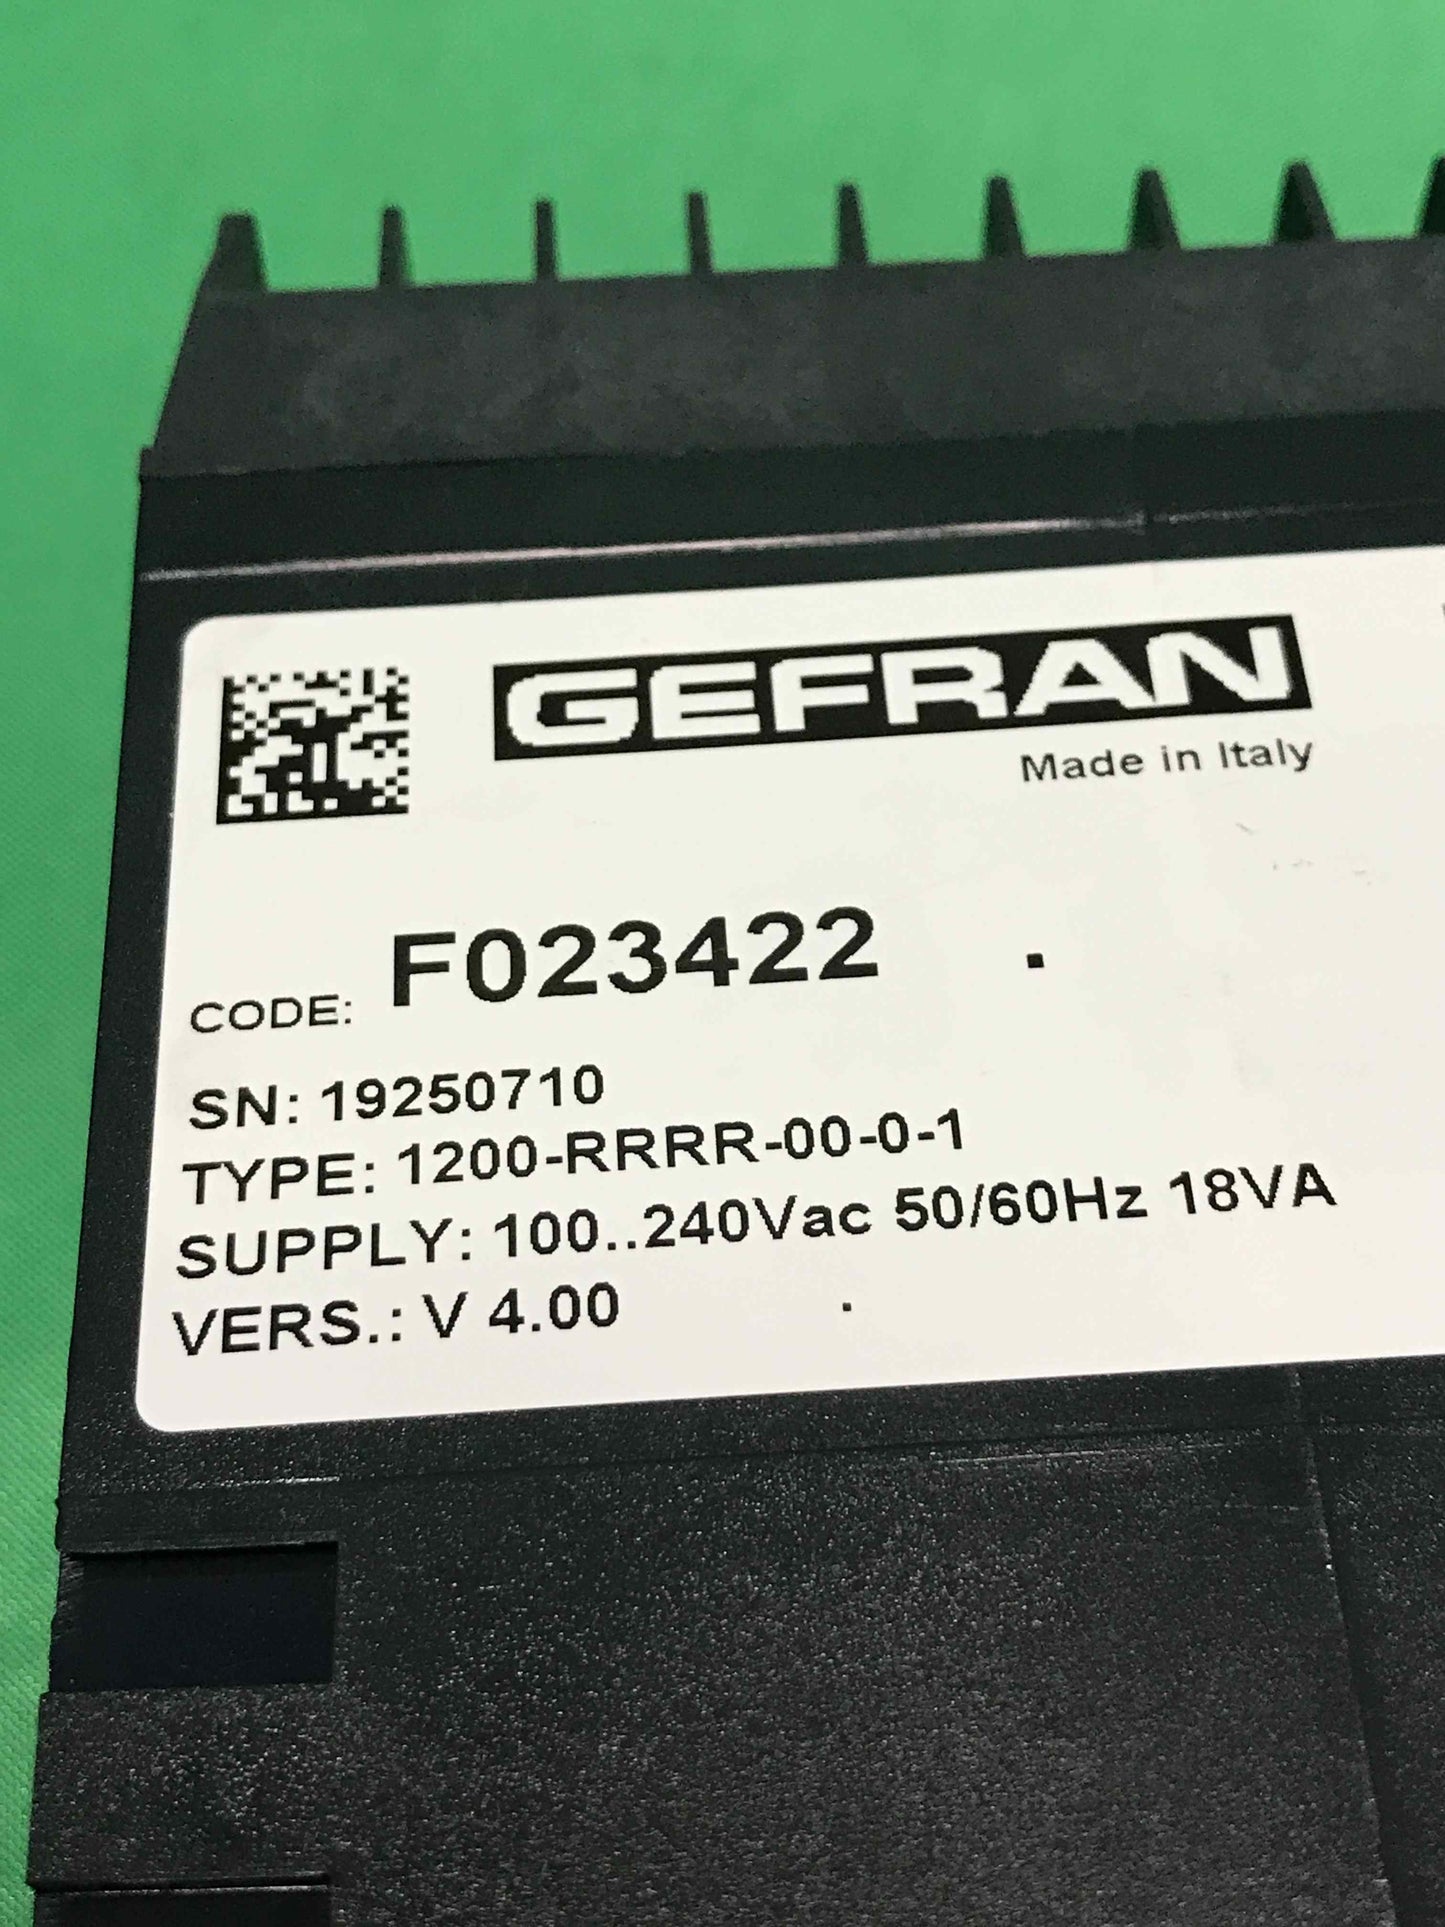 GEFRAN
Made in Italy
CODE: F023422 .
SN: 19250710
TYPE: 1200-RRRR-00-0-1
SUPPLY: 100..240Vac 50/60Hz 18VA
VERS.: V 4.00 .